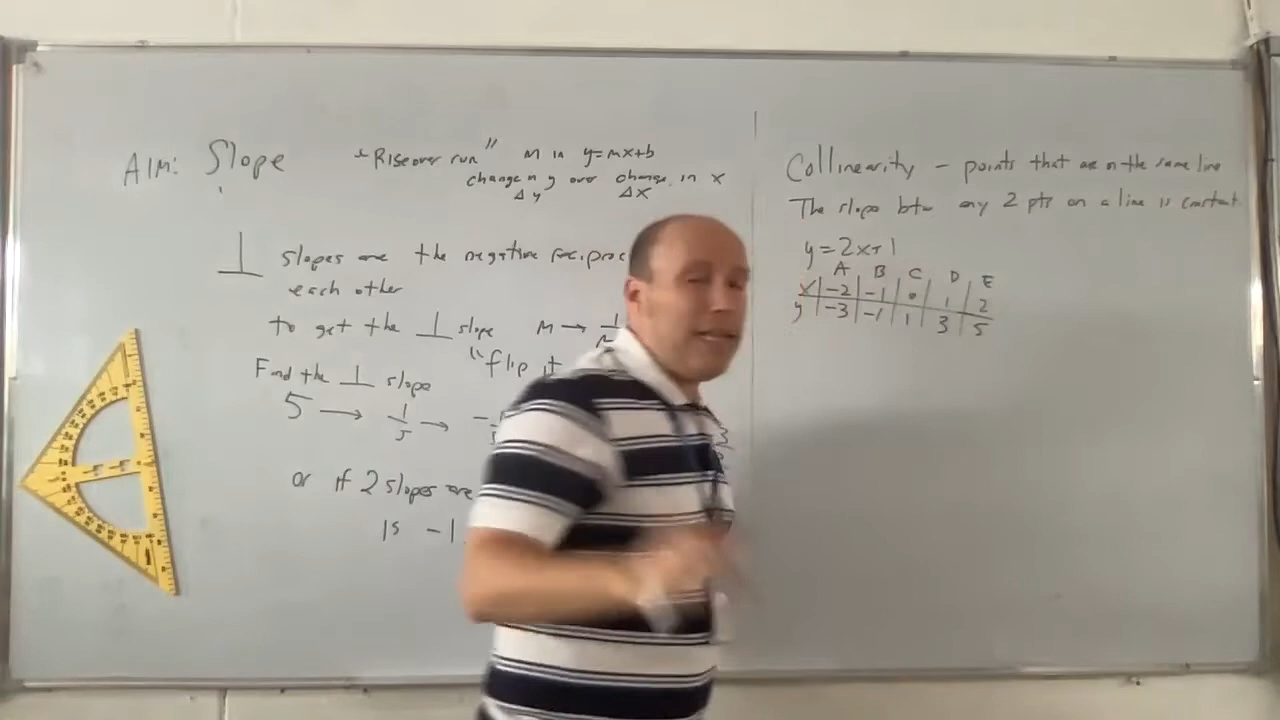 AIM: Slope
"Rise over run" m in y=mx+b
change in y over change in x
Δy Δx
⊥ slopes are the negative
each other
to get the ⊥ slope m → 1
"flip it
Find the ⊥ slope
5 → 1/5 → -
or if 2 slopes are
is -1
Collinearity - points that are on the same line
The slope btw any 2 pts on a line is constant.
y=2x+1
A B C D E
x | -2 | -1 | 0 | 1 | 2
y | -3 | -1 | 1 | 3 | 5